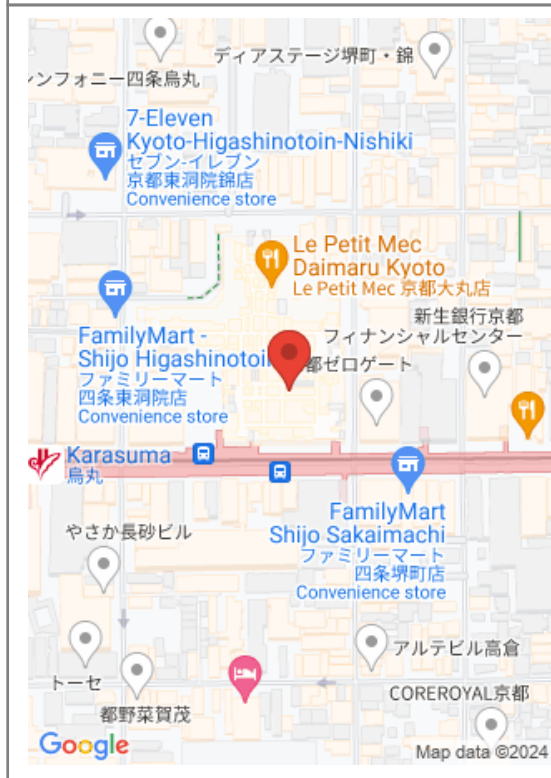 ディアステージ堺町・錦
ンフォニー四条烏丸
7-Eleven
Kyoto-Higashinotoin-Nishiki
セブン-イレブン
京都東洞院錦店
Convenience store
Le Petit Mec
Daimaru Kyoto
Le Petit Mec 京都大丸店
新生銀行京都
フィナンシャルセンター
FamilyMart -
Shijo Higashinotoi
ファミリーマート
四条東洞院店
Convenience store
都ゼロゲート
Karasuma
烏丸
FamilyMart
Shijo Sakaimachi
ファミリーマート
四条堺町店
Convenience store
やさか長砂ビル
アルテビル高倉
トーセ
都野菜賀茂
COREROYAL京都
Google
Map data ©2024